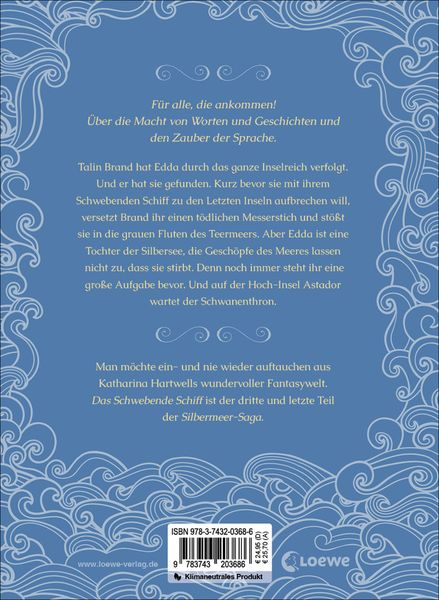 Für alle, die ankommen!
Über die Macht von Worten und Geschichten und
den Zauber der Sprache.
Talin Brand hat Edda durch das ganze Inselreich verfolgt.
Und er hat sie gefunden. Kurz bevor sie mit ihrem
Schwebenden Schiff zu den Letzten Inseln aufbrechen will,
versetzt Brand ihr einen tödlichen Messerstich und stößt
sie in die grauen Fluten des Teermeers. Aber Edda ist eine
Tochter der Silbersee, die Geschöpfe des Meeres lassen
nicht zu, dass sie stirbt. Denn noch immer steht ihr eine
große Aufgabe bevor. Und auf der Hoch-Insel Astador
wartet der Schwanenthron.
Man möchte ein- und nie wieder auftauchen aus
Katharina Hartwells wundervoller Fantasywelt.
Das Schwebende Schiff ist der dritte und letzte Teil
der Silbermeer-Saga.
ISBN 978-3-7432-0368-6
€ 24,95 (D)
€ 25,70 (A)
9 783743 203686
www.loewe-verlag.de
Klimaneutrales Produkt
Loewe